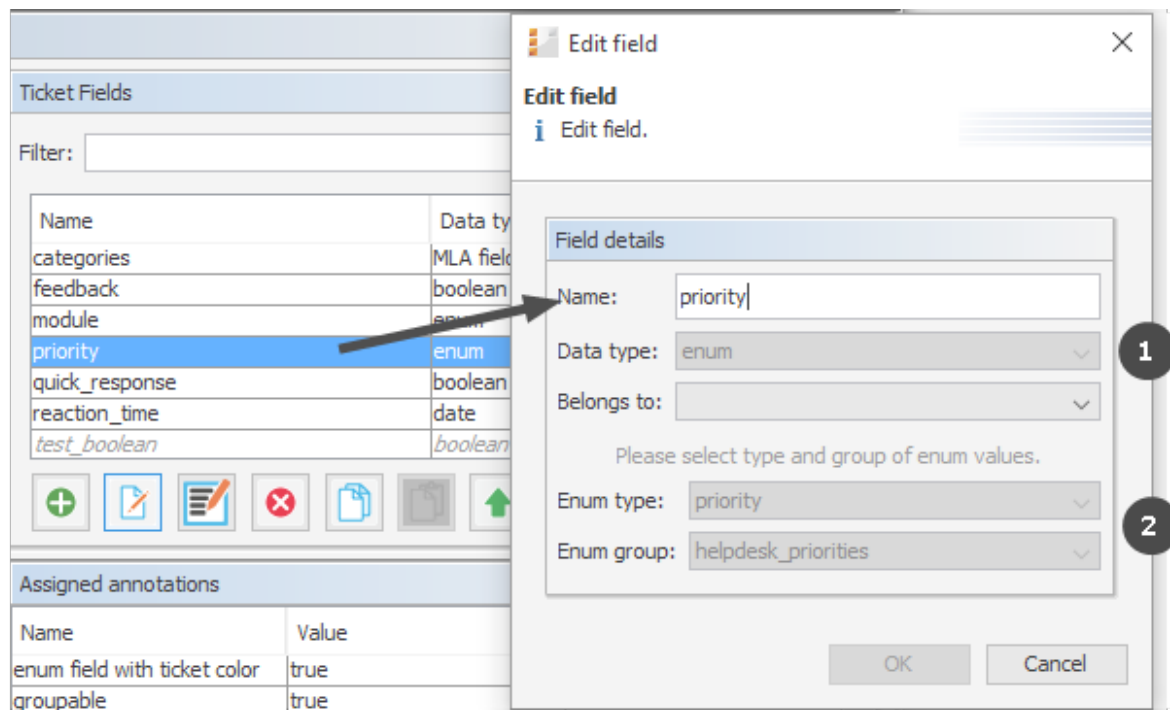 Edit field
Ticket Fields
Edit field
Edit field.
Filter:
Name Data ty
categories MLA field
feedback boolean
module enum
priority enum
quick_response boolean
reaction_time date
test_boolean boolean
Field details
Name: priority
Data type: enum
1
Belongs to:
Please select type and group of enum values.
Enum type: priority
2
Enum group: helpdesk_priorities
Assigned annotations
Name Value
enum field with ticket color true
groupable true
OK Cancel